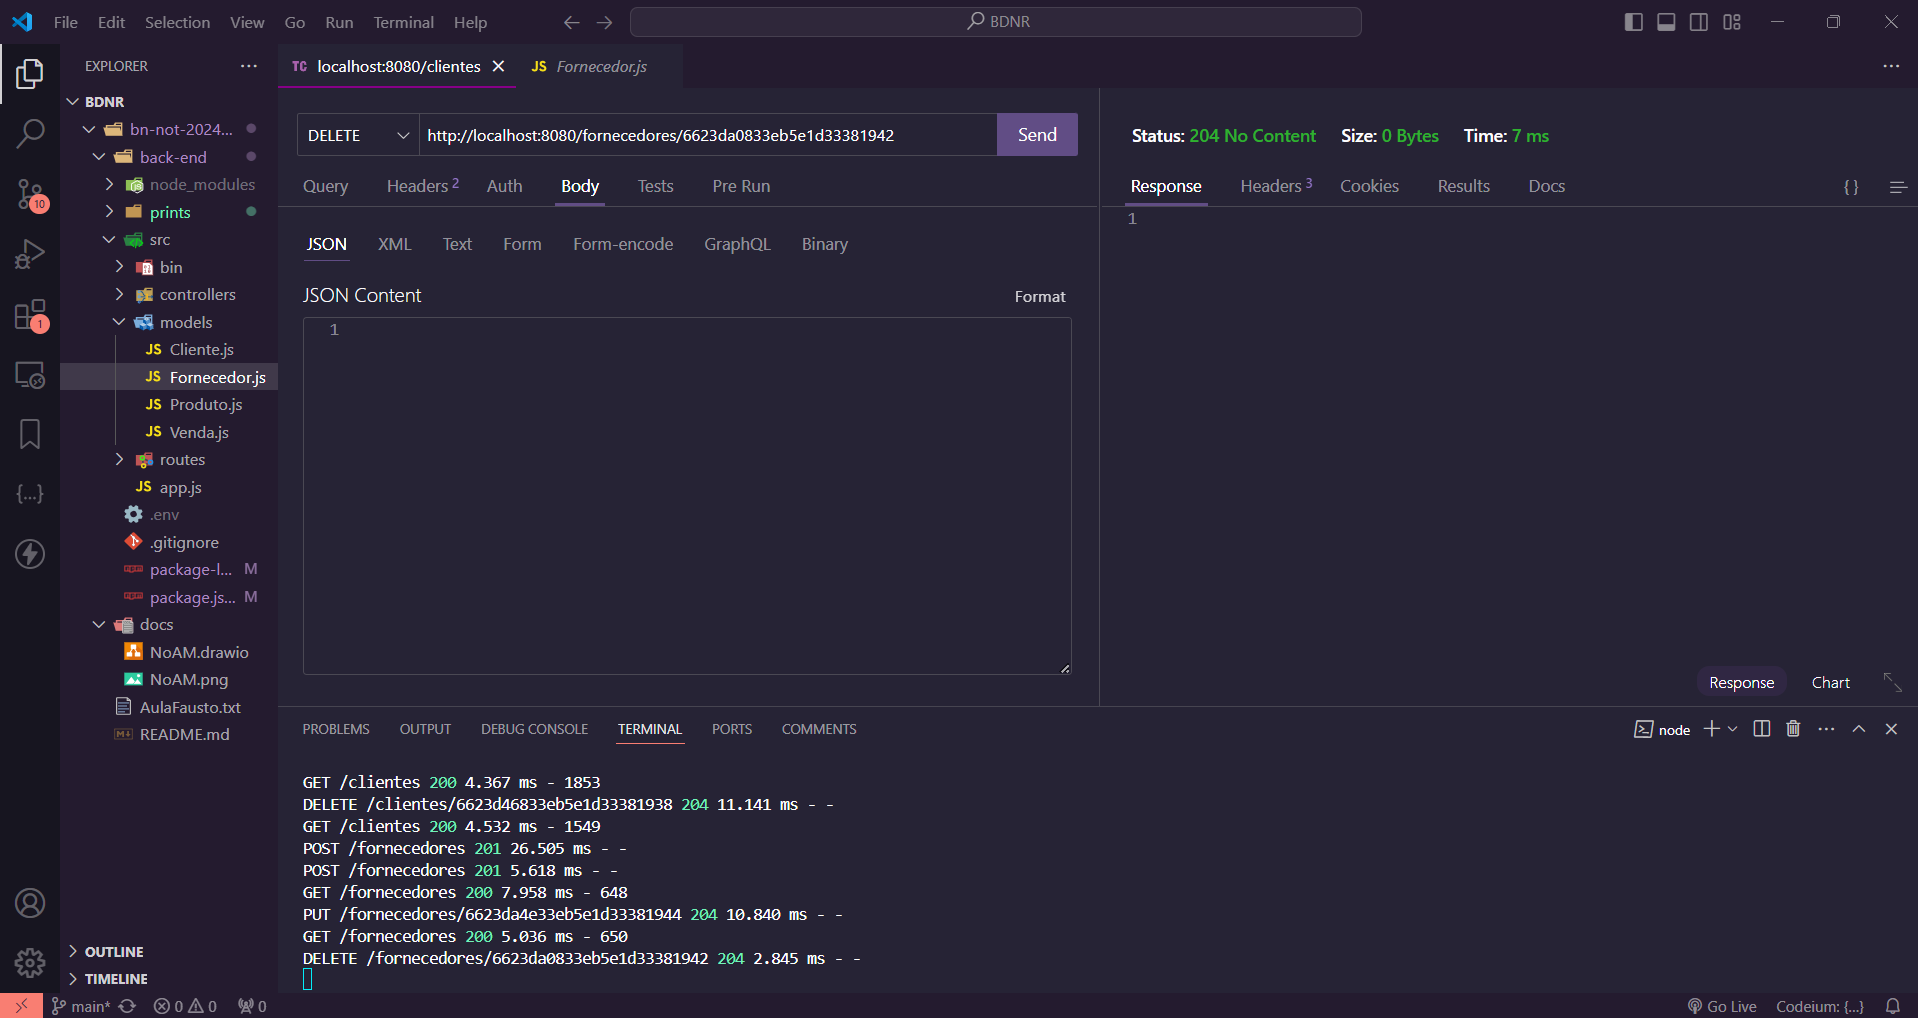 File Edit Selection View Go Run Terminal Help
BDNR
EXPLORER
BDNR
bn-not-2024...
back-end
node_modules
prints
src
bin
controllers
models
JS Cliente.js
JS Fornecedor.js
JS Produto.js
JS Venda.js
routes
JS app.js
.env
.gitignore
package-l... M
package.js... M
docs
NoAM.drawio
NoAM.png
AulaFausto.txt
README.md
OUTLINE
TIMELINE
10
1
TC localhost:8080/clientes
JS Fornecedor.js
DELETE http://localhost:8080/fornecedores/6623da0833eb5e1d33381942 Send
Query Headers 2 Auth Body Tests Pre Run
JSON XML Text Form Form-encode GraphQL Binary
JSON Content Format
1
Status: 204 No Content Size: 0 Bytes Time: 7 ms
Response Headers 3 Cookies Results Docs { }
1
Response Chart
PROBLEMS OUTPUT DEBUG CONSOLE TERMINAL PORTS COMMENTS
node
GET /clientes 200 4.367 ms - 1853
DELETE /clientes/6623d46833eb5e1d33381938 204 11.141 ms - -
GET /clientes 200 4.532 ms - 1549
POST /fornecedores 201 26.505 ms - -
POST /fornecedores 201 5.618 ms - -
GET /fornecedores 200 7.958 ms - 648
PUT /fornecedores/6623da4e33eb5e1d33381944 204 10.840 ms - -
GET /fornecedores 200 5.036 ms - 650
DELETE /fornecedores/6623da0833eb5e1d33381942 204 2.845 ms - -
main* 0 0 0
Go Live Codeium: {...}